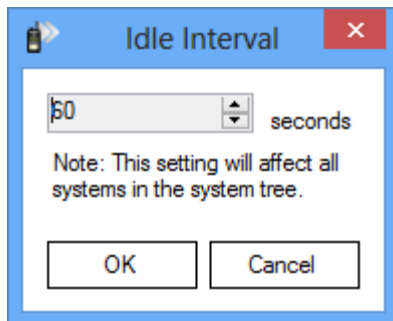 Idle Interval
60
seconds
Note: This setting will affect all
systems in the system tree.
OK
Cancel